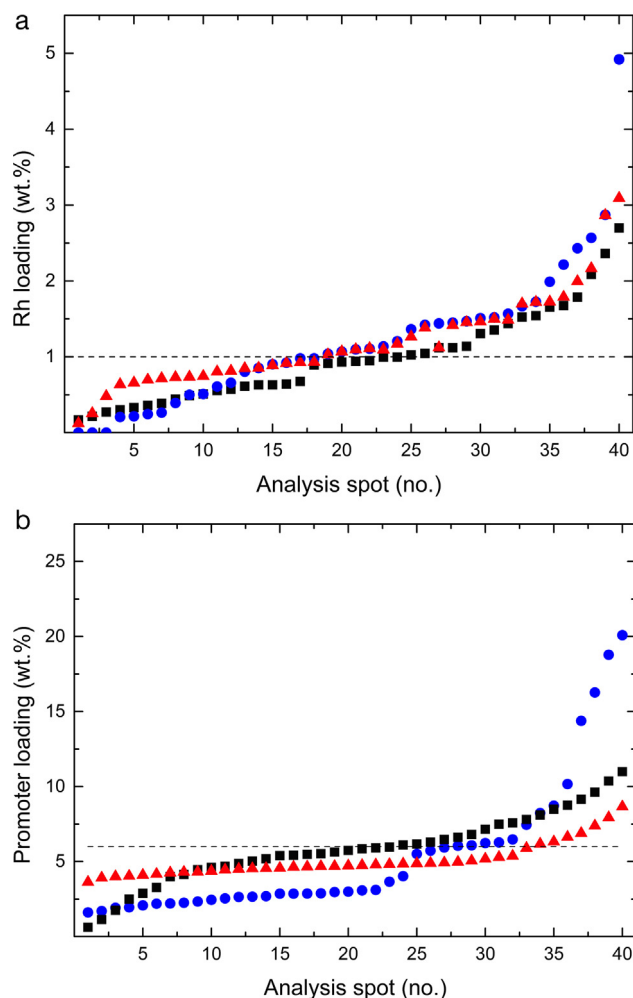 a
5
4
3
2
1
Rh loading (wt.%)
5 10 15 20 25 30 35 40
Analysis spot (no.)
b
25
20
15
10
5
Promoter loading (wt.%)
5 10 15 20 25 30 35 40
Analysis spot (no.)